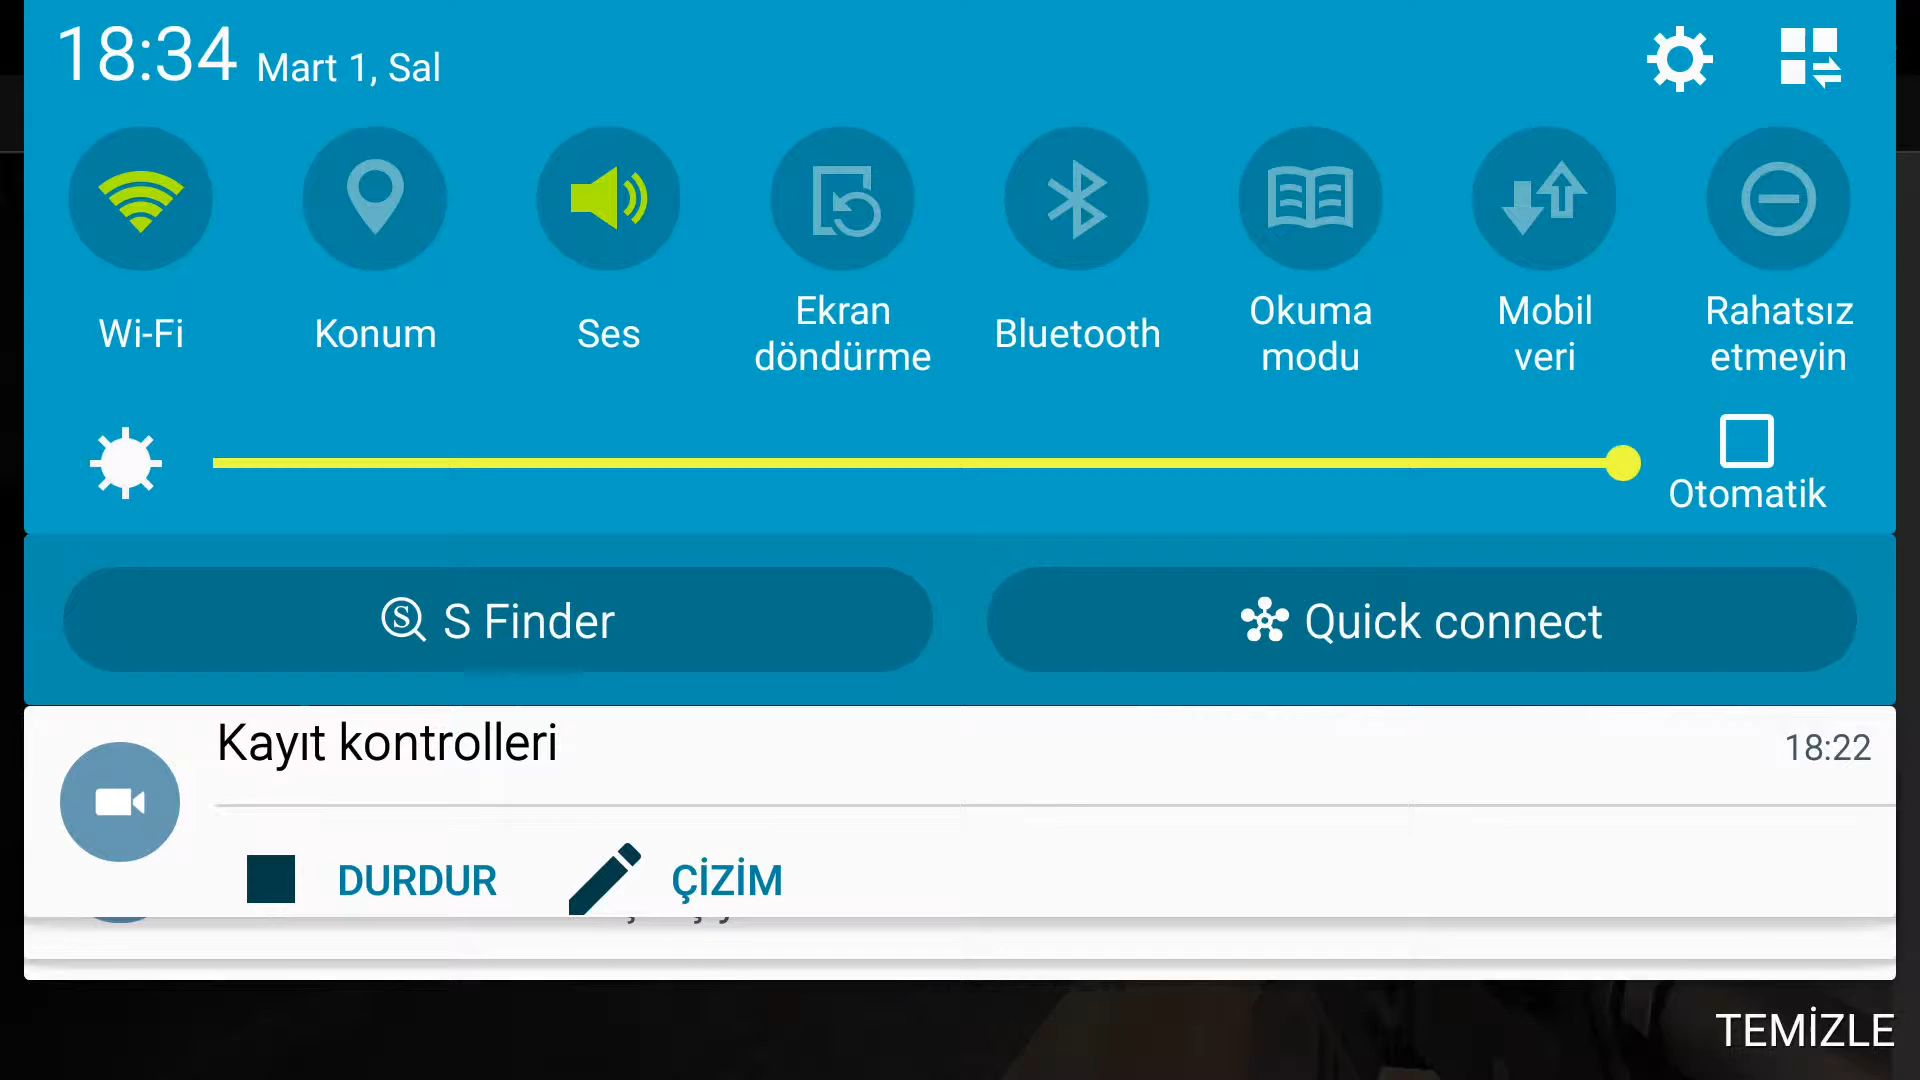 18:34 Mart 1, Sal
Wi-Fi
Konum
Ses
Ekran
döndürme
Bluetooth
Okuma
modu
Mobil
veri
Rahatsız
etmeyin
Otomatik
S Finder
Quick connect
Kayıt kontrolleri
18:22
DURDUR
ÇİZİM
TEMİZLE